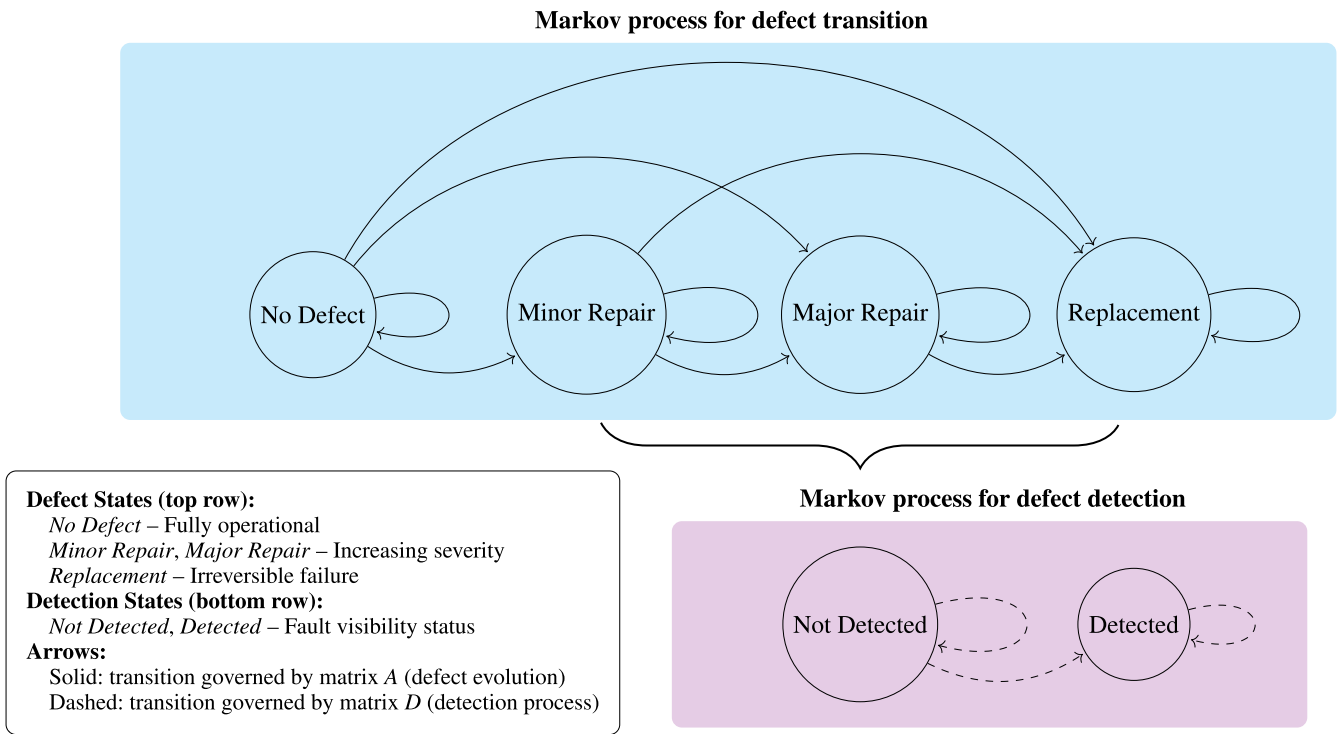 Markov process for defect transition
No Defect
Minor Repair
Major Repair
Replacement
Markov process for defect detection
Not Detected
Detected
Defect States (top row):
No Defect – Fully operational
Minor Repair, Major Repair – Increasing severity
Replacement – Irreversible failure
Detection States (bottom row):
Not Detected, Detected – Fault visibility status
Arrows:
Solid: transition governed by matrix A (defect evolution)
Dashed: transition governed by matrix D (detection process)